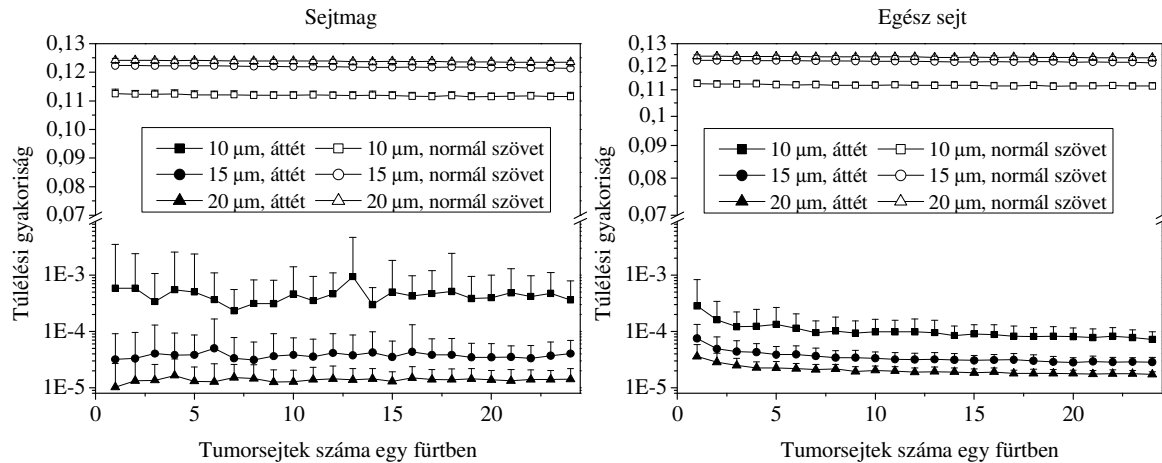 Sejtmag
0,13
0,12
0,11
0,10
0,09
0,08
0,07
1E-3
1E-4
1E-5
Túlélési gyakoriság
10 µm, áttét
10 µm, normál szövet
15 µm, áttét
15 µm, normál szövet
20 µm, áttét
20 µm, normál szövet
0 5 10 15 20
Tumorsejtek száma egy fürtben
Egész sejt
0,13
0,12
0,11
0,1
0,09
0,08
0,07
1E-3
1E-4
1E-5
Túlélési gyakoriság
10 µm, áttét
10 µm, normál szövet
15 µm, áttét
15 µm, normál szövet
20 µm, áttét
20 µm, normál szövet
0 5 10 15 20
Tumorsejtek száma egy fürtben